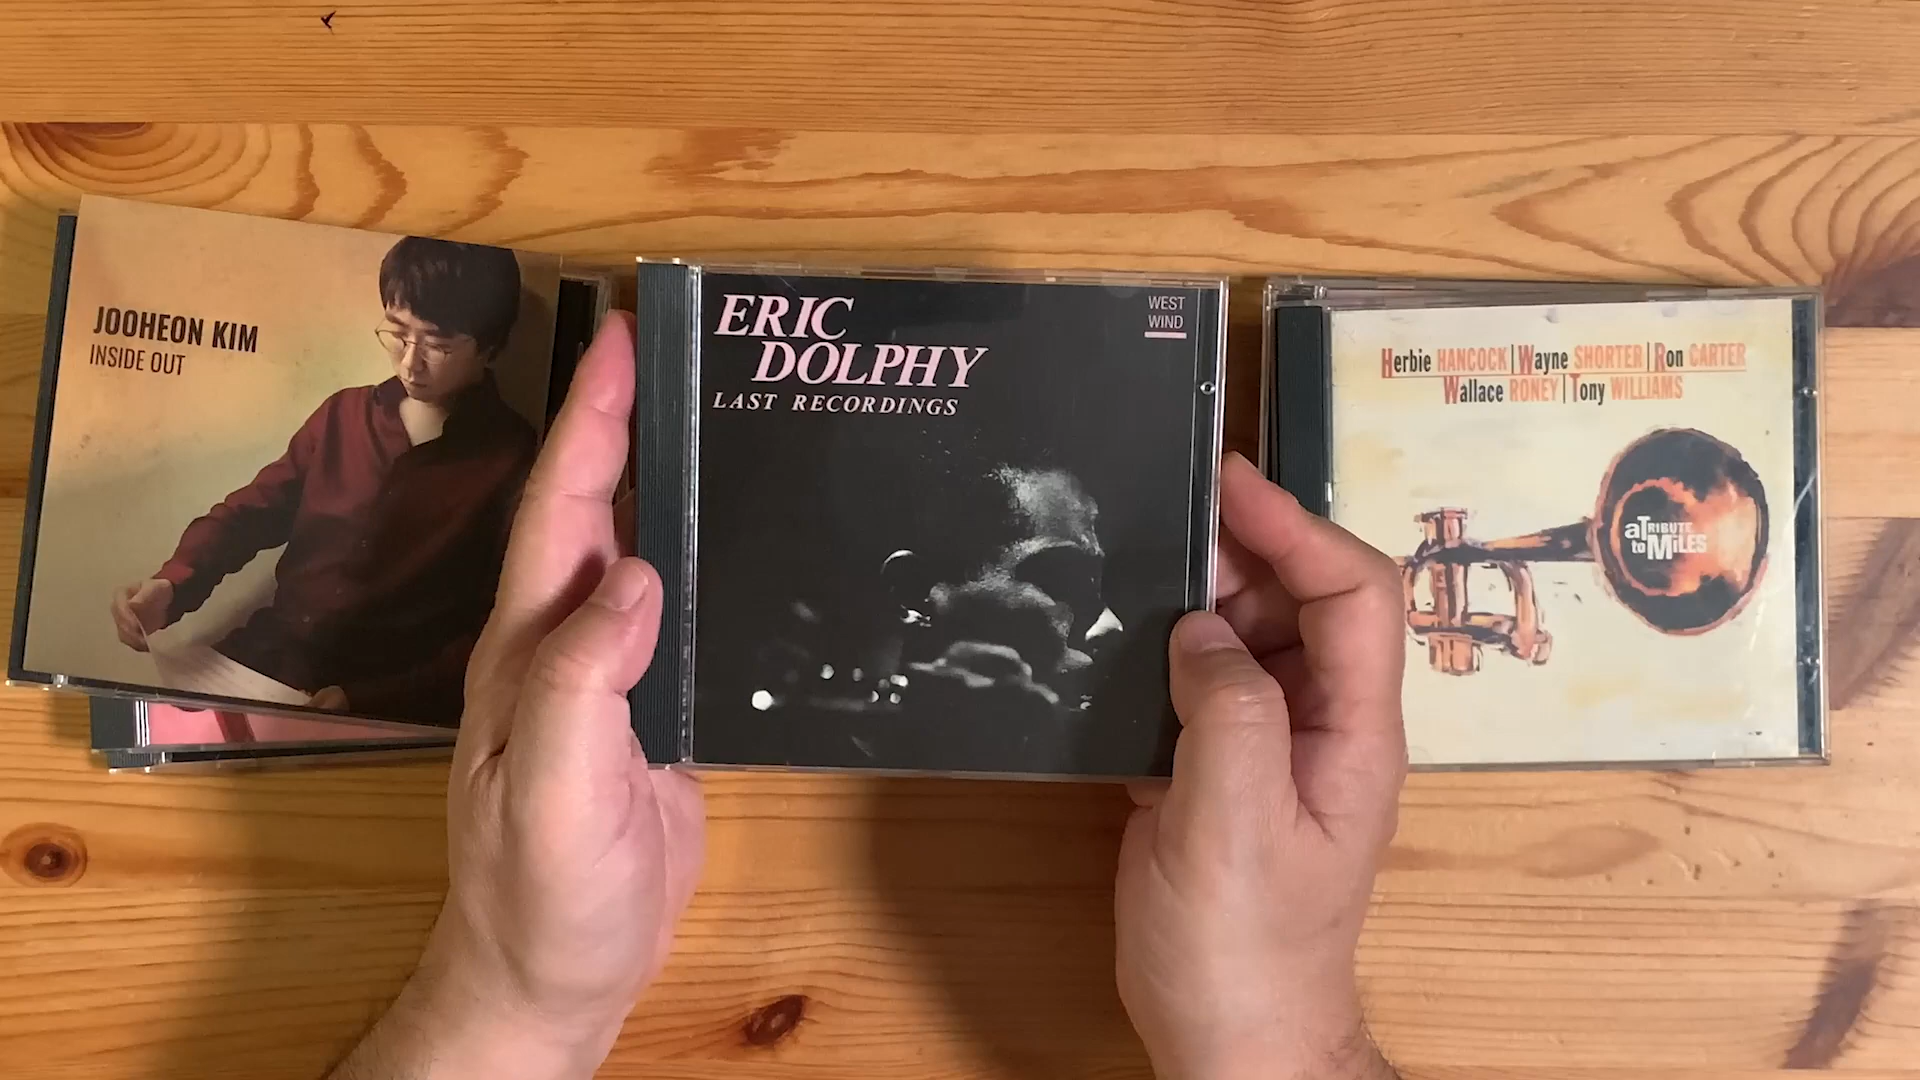 JOOHEON KIM
INSIDE OUT
ERIC
DOLPHY
LAST RECORDINGS
WEST
WIND
Herbie HANCOCK|Wayne SHORTER|Ron CARTER
Wallace RONEY|Tony WILLIAMS
a TRIBUTE
to MiLES